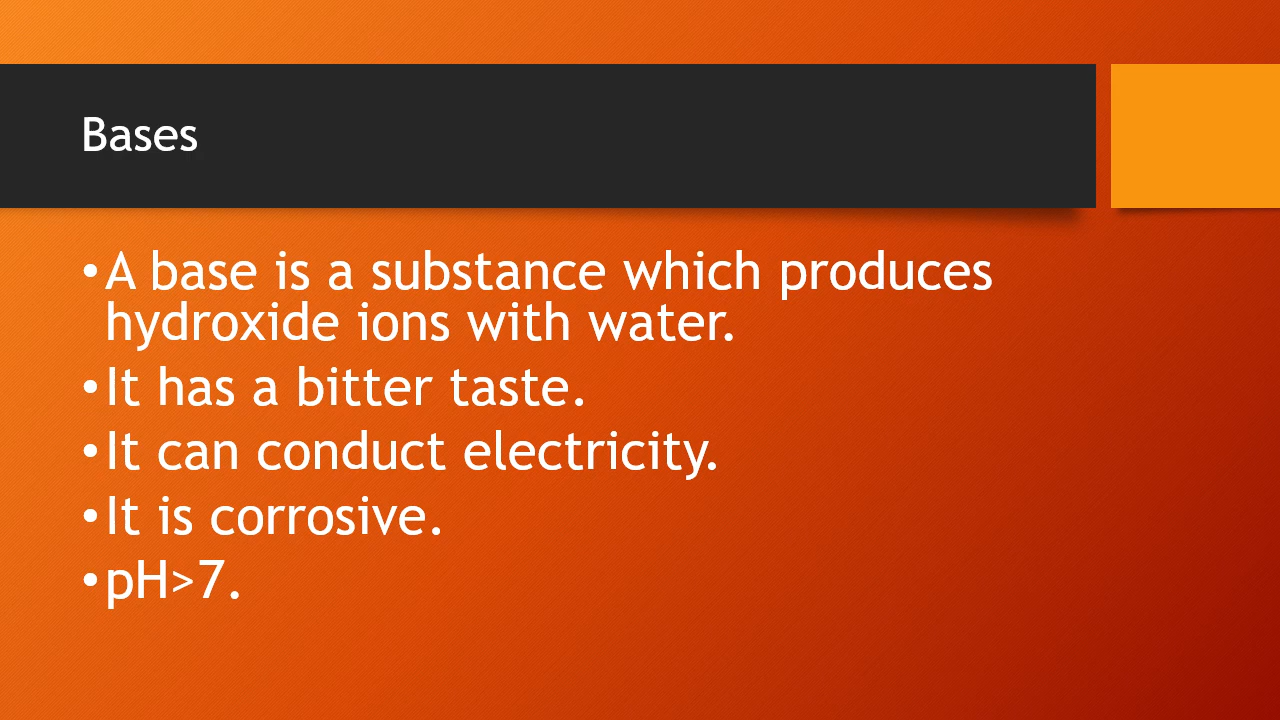 Bases
•A base is a substance which produces
hydroxide ions with water.
•It has a bitter taste.
•It can conduct electricity.
•It is corrosive.
•pH>7.